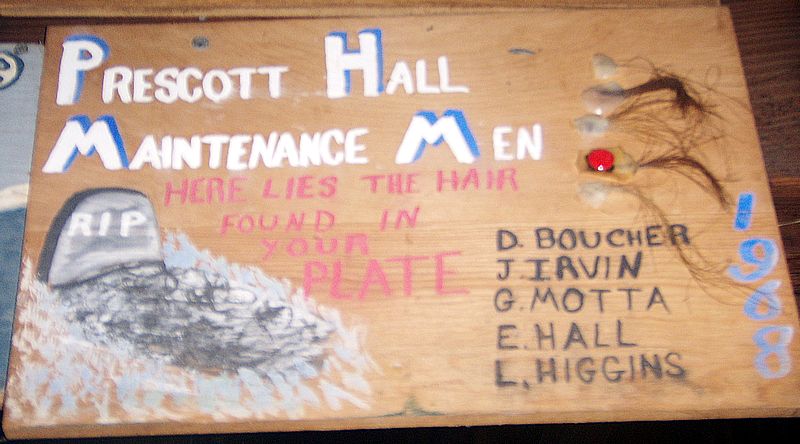 PRESCOTT HALL
MAINTENANCE MEN
HERE LIES THE HAIR
FOUND IN
YOUR
PLATE
RIP
D. BOUCHER
J. IRVIN
G. MOTTA
E. HALL
L. HIGGINS
1968